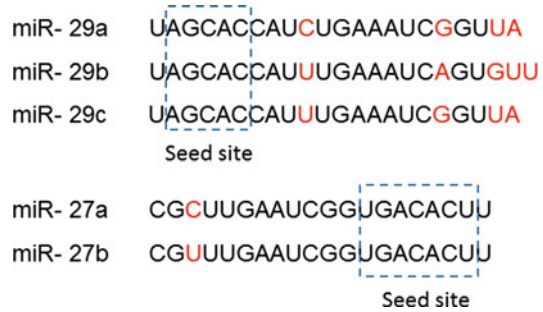 miR- 29a UAGCACCAUCUGAAAUCGGUUA
miR- 29b UAGCACCAUUUGAAAUCAGUGUU
miR- 29c UAGCACCAUUUGAAAUCGGUUA
Seed site
miR- 27a CGCUUGAAUCGGUGACACUU
miR- 27b CGUUUGAAUCGGUGACACUU
Seed site